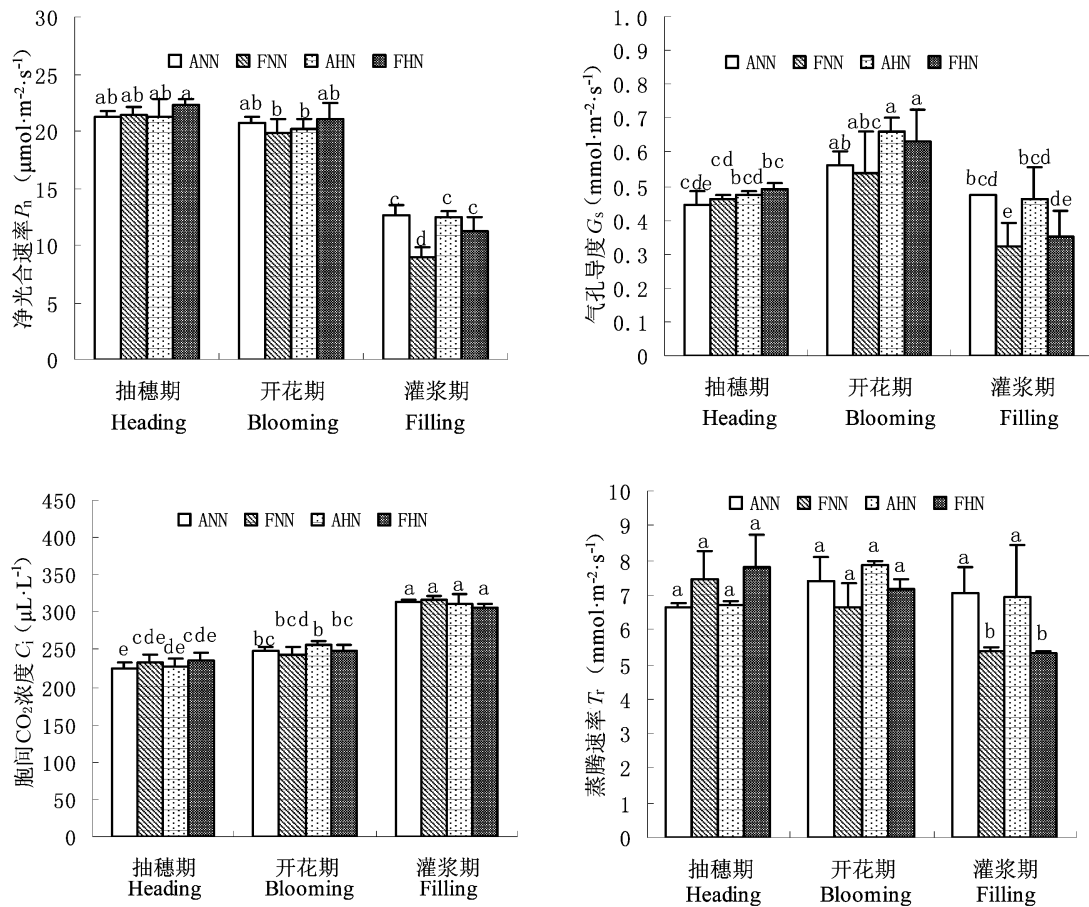 净光合速率Pn (μmol·m-2·s-1)
30
25
20
15
10
5
0
ANN FNN AHN FHN
ab ab ab a
ab b b ab
c d c c
抽穗期 开花期 灌浆期
Heading Blooming Filling
气孔导度Gs (mmol·m-2·s-1)
1.0
0.9
0.8
0.7
0.6
0.5
0.4
0.3
0.2
0.1
0
ANN FNN AHN FHN
cde cd bcd bc
ab abc a a
bcd e bcd de
抽穗期 开花期 灌浆期
Heading Blooming Filling
胞间CO2浓度Ci (μL·L-1)
450
400
350
300
250
200
150
100
50
0
ANN FNN AHN FHN
e cde de cde
bc bcd b bc
a a a a
抽穗期 开花期 灌浆期
Heading Blooming Filling
蒸腾速率Tr (mmol·m-2·s-1)
10
9
8
7
6
5
4
3
2
1
0
ANN FNN AHN FHN
a a a a
a a a a
a b a b
抽穗期 开花期 灌浆期
Heading Blooming Filling